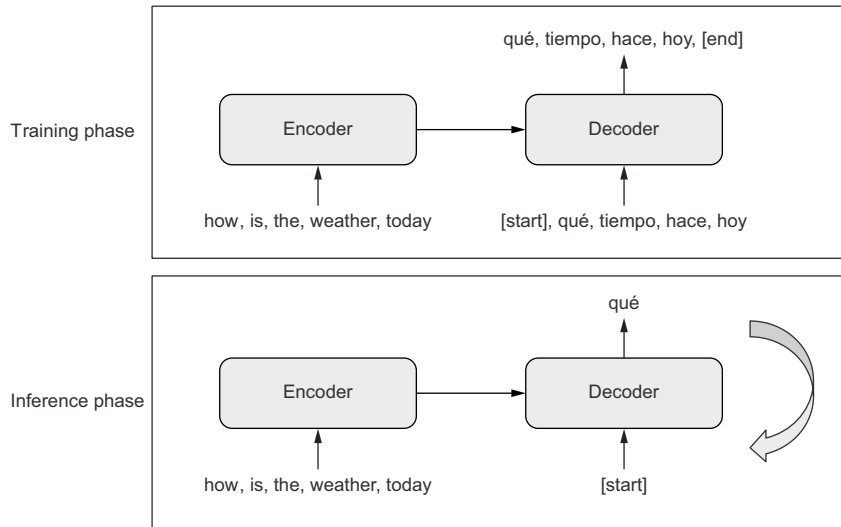 Training phase
qué, tiempo, hace, hoy, [end]
Encoder
Decoder
how, is, the, weather, today
[start], qué, tiempo, hace, hoy
Inference phase
qué
Encoder
Decoder
how, is, the, weather, today
[start]